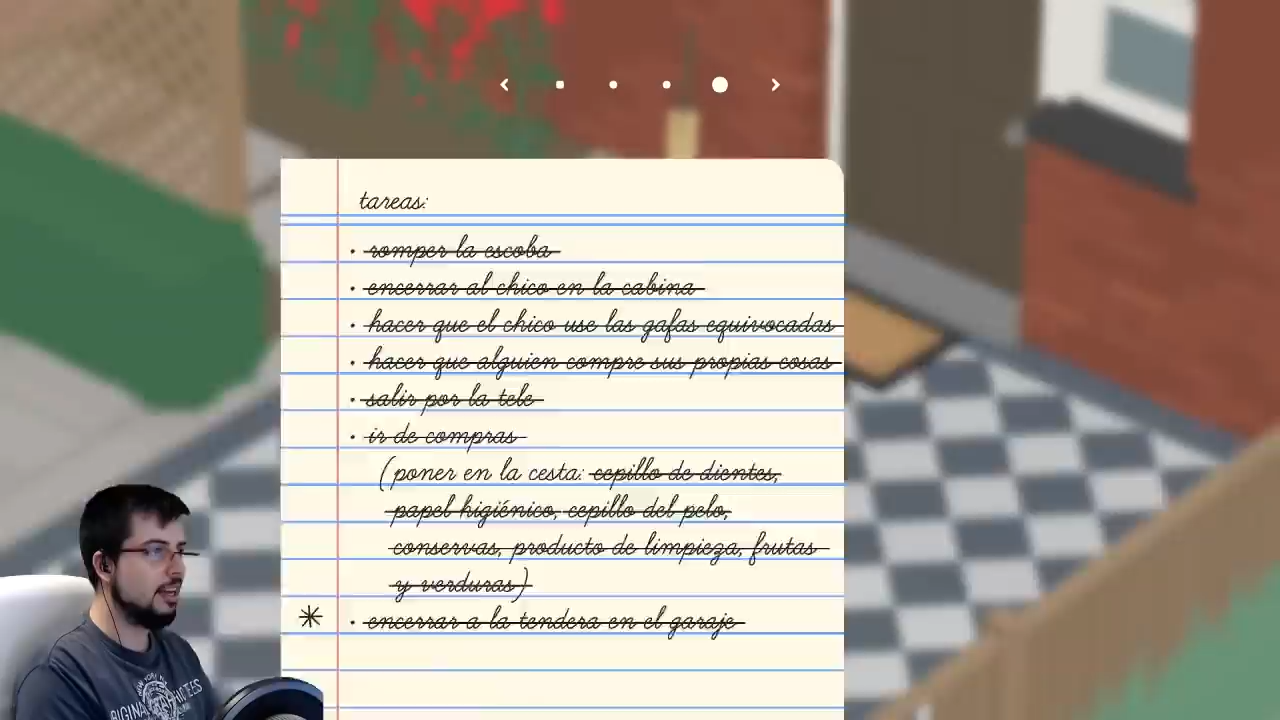 tareas:
• romper la escoba
• encerrar al chico en la cabina
• hacer que el chico use las gafas equivocadas
• hacer que alguien compre sus propias cosas
• salir por la tele
• ir de compras
(poner en la cesta: cepillo de dientes,
papel higiénico, cepillo del pelo,
conservas, producto de limpieza, frutas
y verduras)
• encerrar a la tendera en el garaje